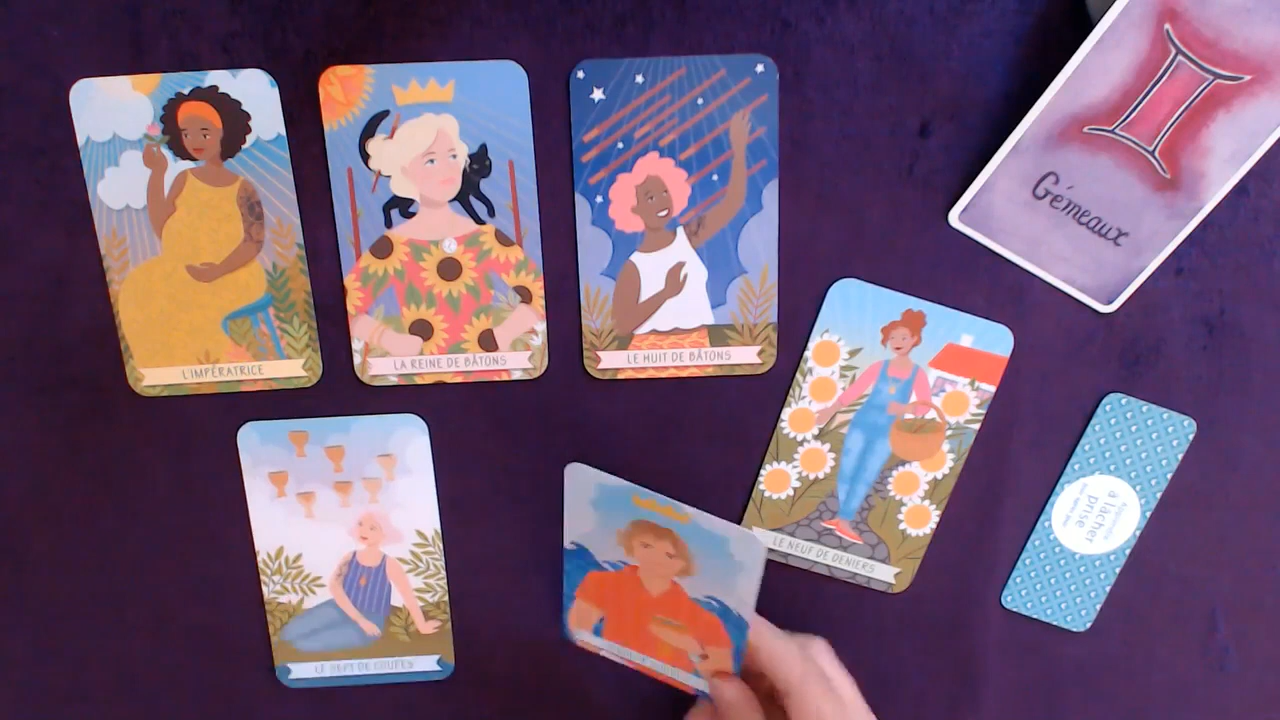 L'IMPÉRATRICE
LA REINE DE BÂTONS
LE HUIT DE BÂTONS
Gémeaux
LE NEUF DE DENIERS
LE SEPT DE COUPES
à lâcher
prise